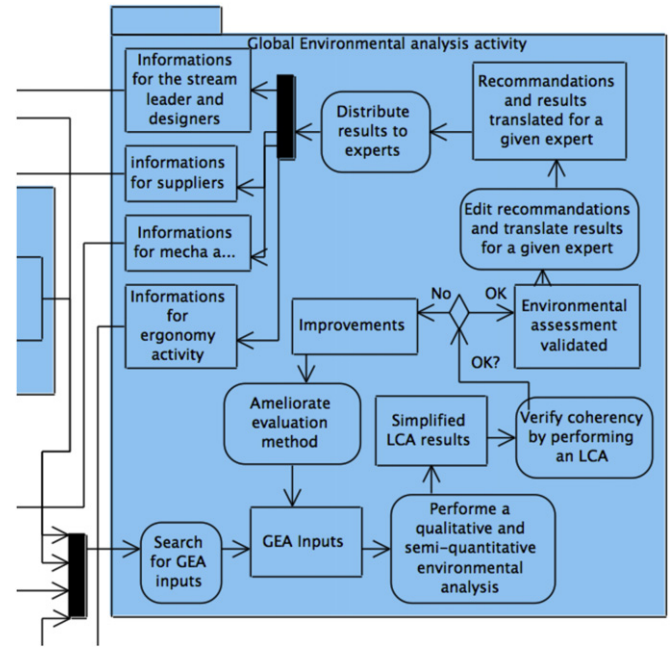 Global Environmental analysis activity
Informations
for the stream
leader and
designers
Distribute
results to
experts
Recommandations
and results
translated for a
given expert
informations
for suppliers
Edit recommandations
and translate results
for a given expert
Informations
for mecha a...
No
OK
Informations
for
ergonomy
activity
Improvements
Environmental
assessment
validated
OK?
Ameliorate
evaluation
method
Simplified
LCA results
Verify coherency
by performing
an LCA
Search
for GEA
inputs
GEA Inputs
Performe a
qualitative and
semi-quantitative
environmental
analysis